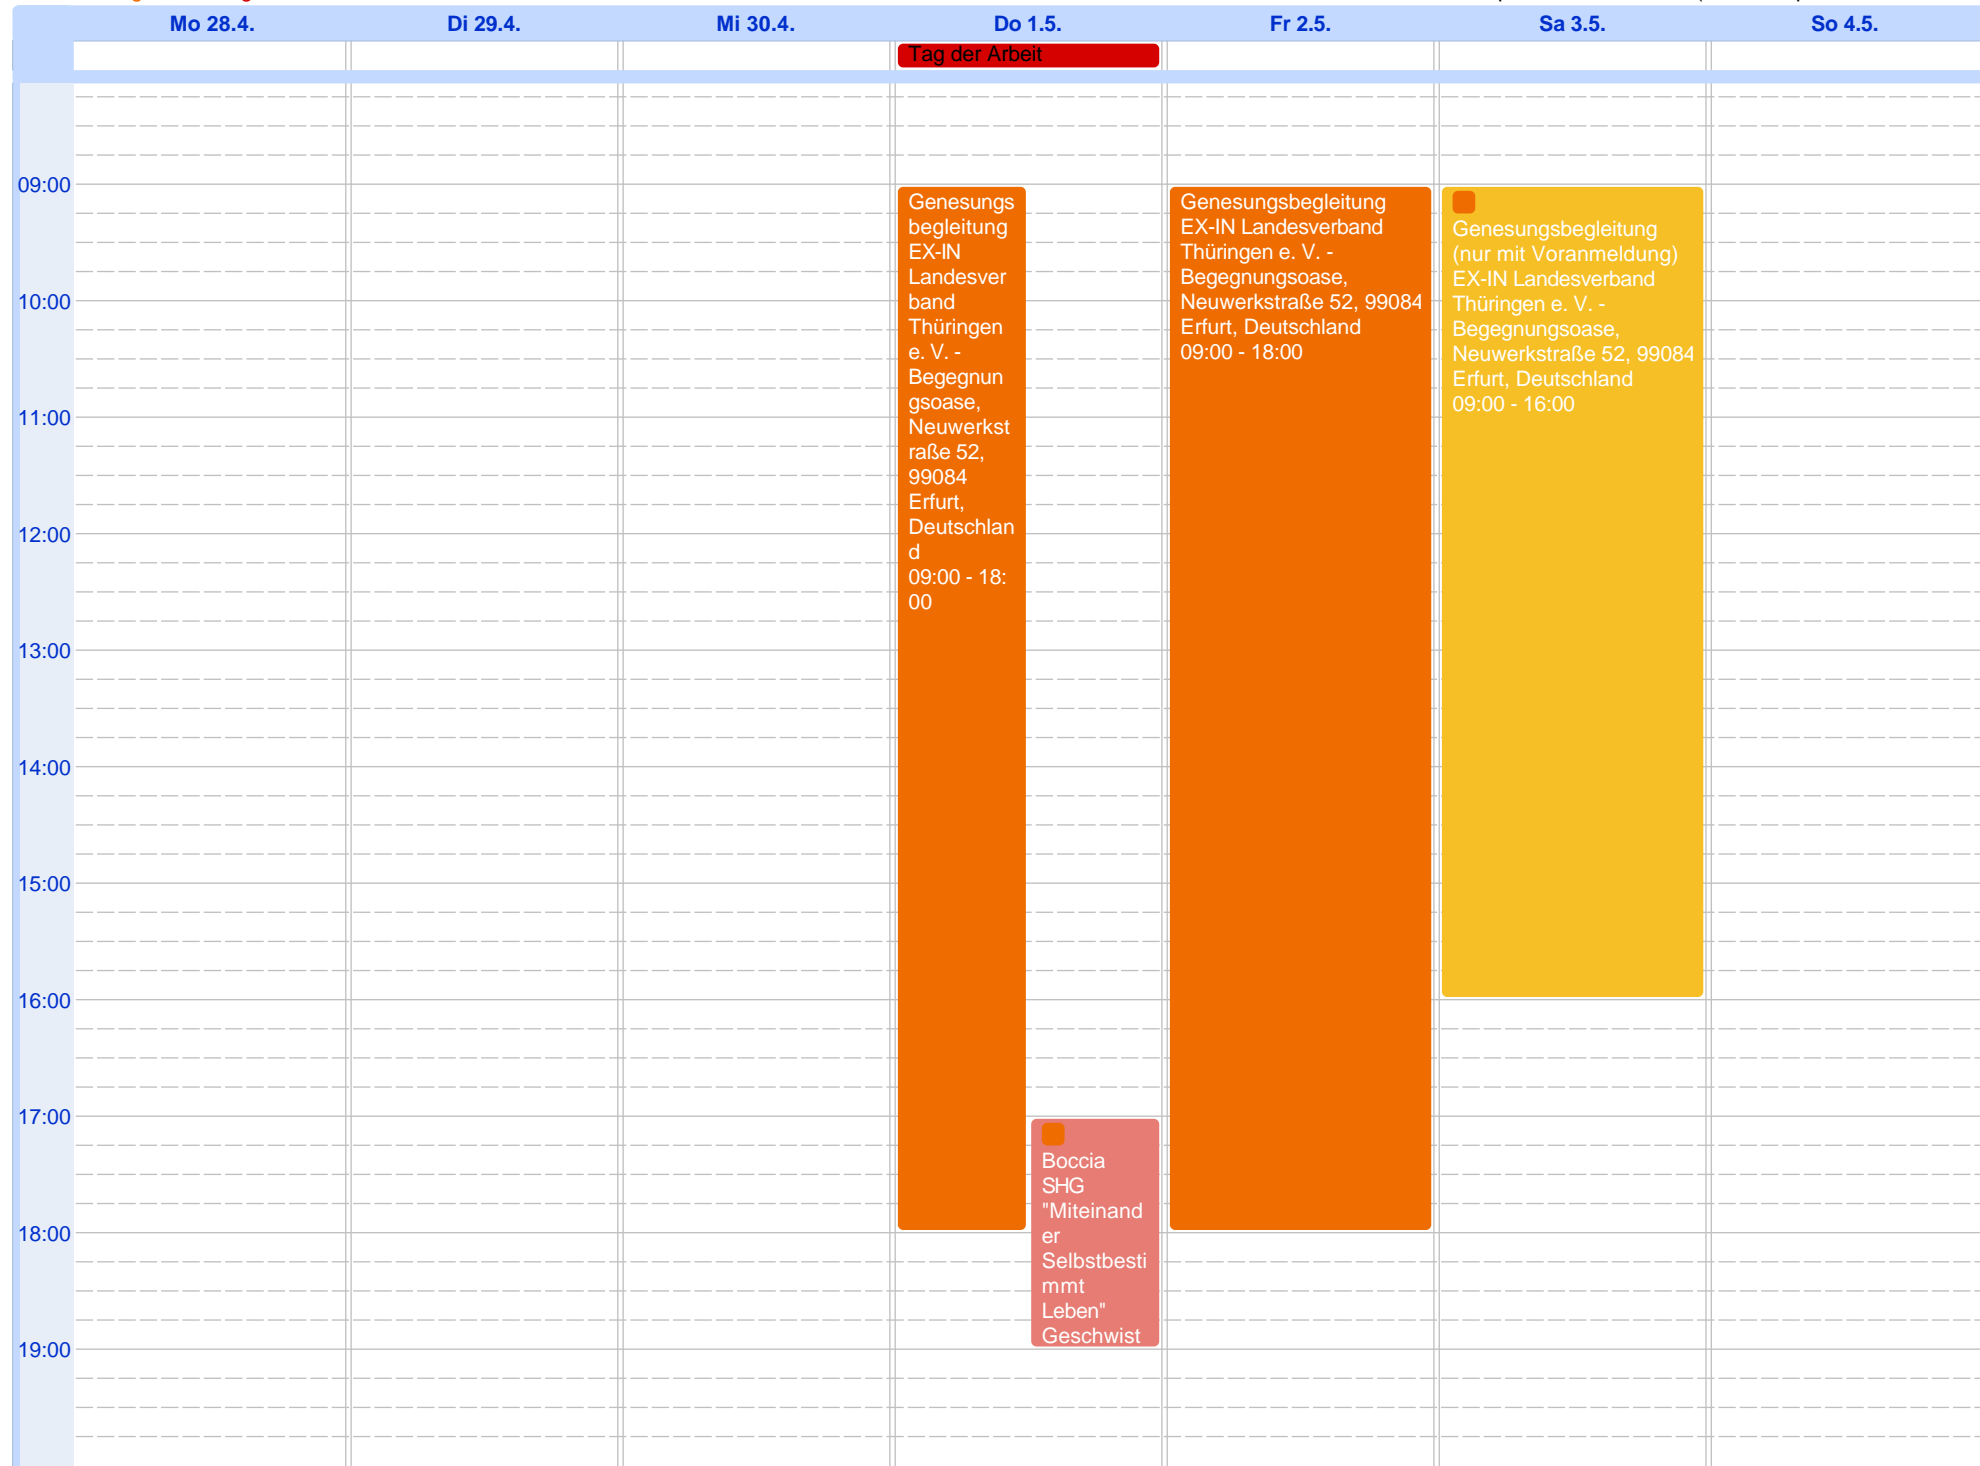 Mo 28.4.
Di 29.4.
Mi 30.4.
Do 1.5.
Fr 2.5.
Sa 3.5.
So 4.5.
Tag der Arbeit
09:00
10:00
11:00
12:00
13:00
14:00
15:00
16:00
17:00
18:00
19:00
Genesungs
begleitung
EX-IN
Landesver
band
Thüringen
e. V. -
Begegnun
gsoase,
Neuwerkst
raße 52,
99084
Erfurt,
Deutschlan
d
09:00 - 18:
00
Boccia
SHG
"Miteinand
er
Selbstbesti
mmt
Leben"
Geschwist
Genesungsbegleitung
EX-IN Landesverband
Thüringen e. V. -
Begegnungsoase,
Neuwerkstraße 52, 99084
Erfurt, Deutschland
09:00 - 18:00
Genesungsbegleitung
(nur mit Voranmeldung)
EX-IN Landesverband
Thüringen e. V. -
Begegnungsoase,
Neuwerkstraße 52, 99084
Erfurt, Deutschland
09:00 - 16:00